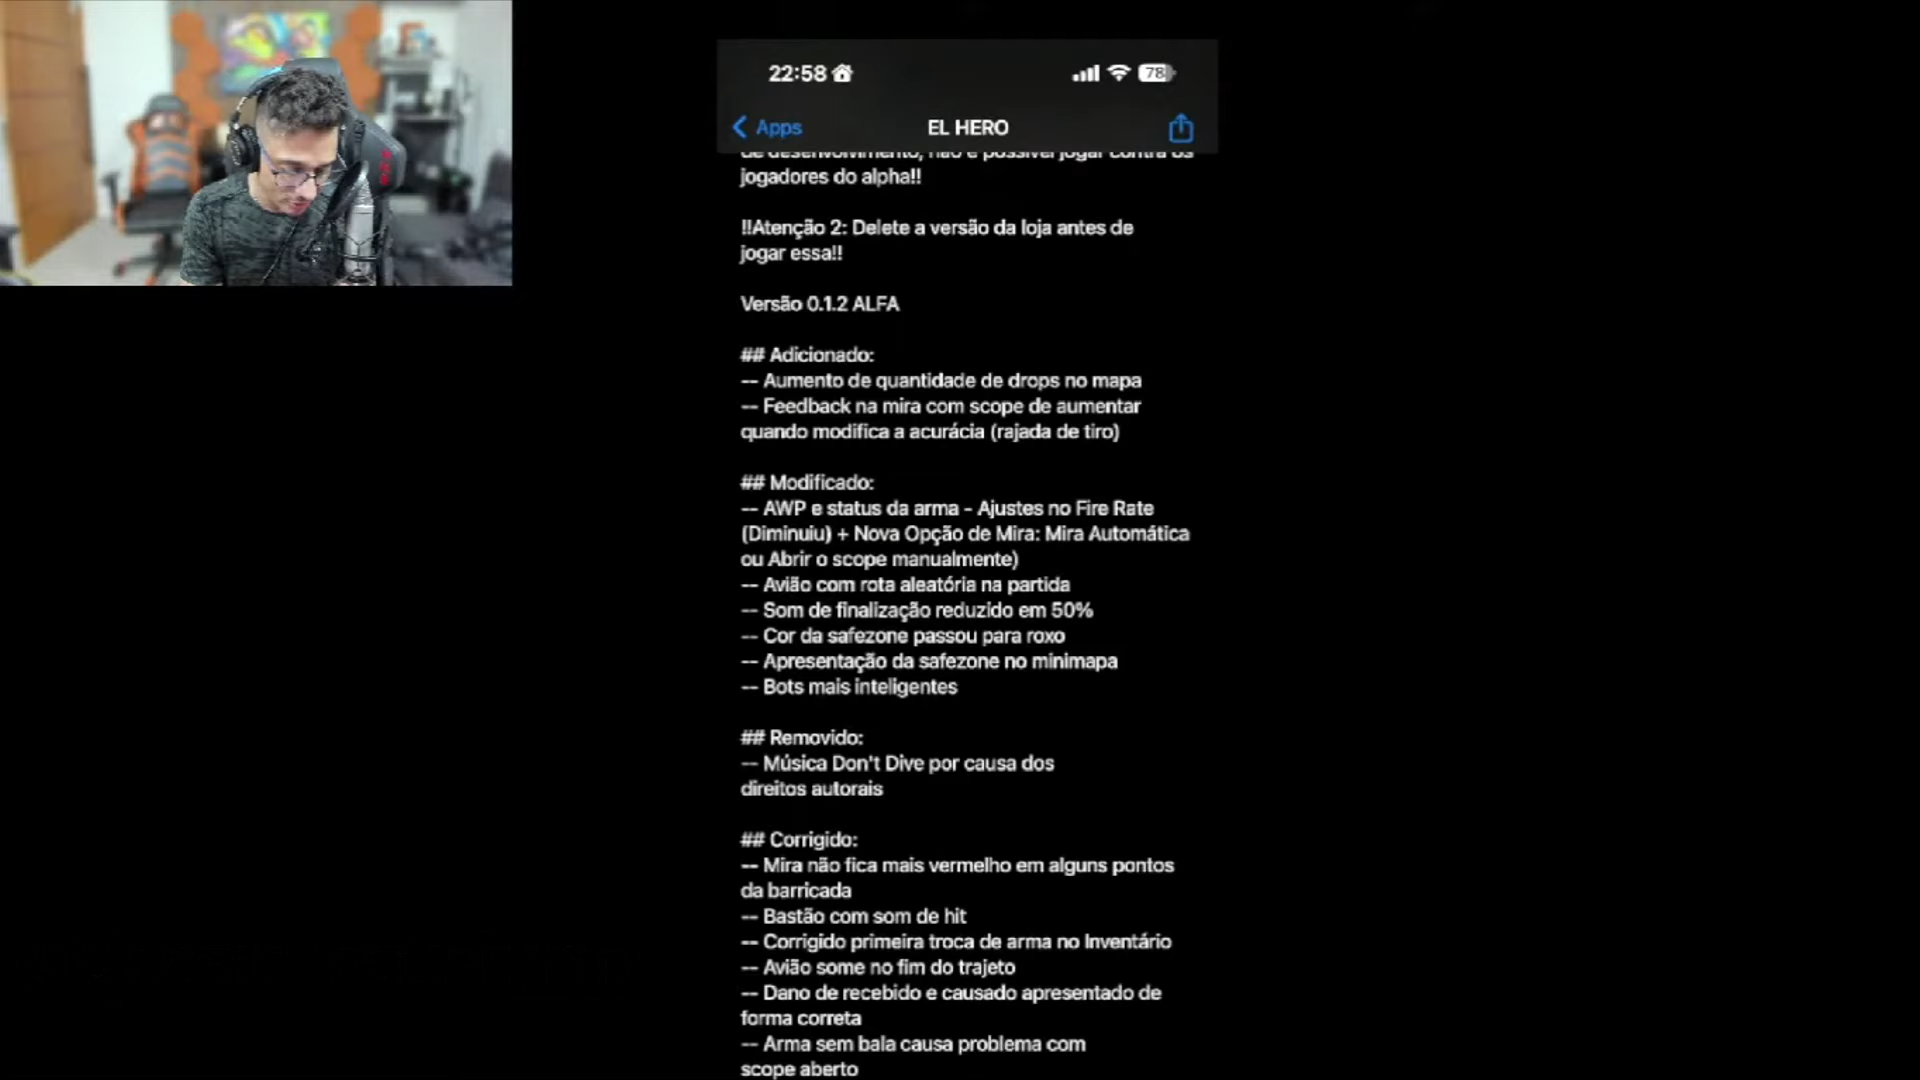 22:58
78
Apps
EL HERO
de desenvolvimento, não é possível jogar contra os
jogadores do alpha!!
!!Atenção 2: Delete a versão da loja antes de
jogar essa!!
Versão 0.1.2 ALFA
## Adicionado:
-- Aumento de quantidade de drops no mapa
-- Feedback na mira com scope de aumentar
quando modifica a acurácia (rajada de tiro)
## Modificado:
-- AWP e status da arma - Ajustes no Fire Rate
(Diminuiu) + Nova Opção de Mira: Mira Automática
ou Abrir o scope manualmente)
-- Avião com rota aleatória na partida
-- Som de finalização reduzido em 50%
-- Cor da safezone passou para roxo
-- Apresentação da safezone no minimapa
-- Bots mais inteligentes
## Removido:
-- Música Don't Dive por causa dos
direitos autorais
## Corrigido:
-- Mira não fica mais vermelho em alguns pontos
da barricada
-- Bastão com som de hit
-- Corrigido primeira troca de arma no Inventário
-- Avião some no fim do trajeto
-- Dano de recebido e causado apresentado de
forma correta
-- Arma sem bala causa problema com
scope aberto